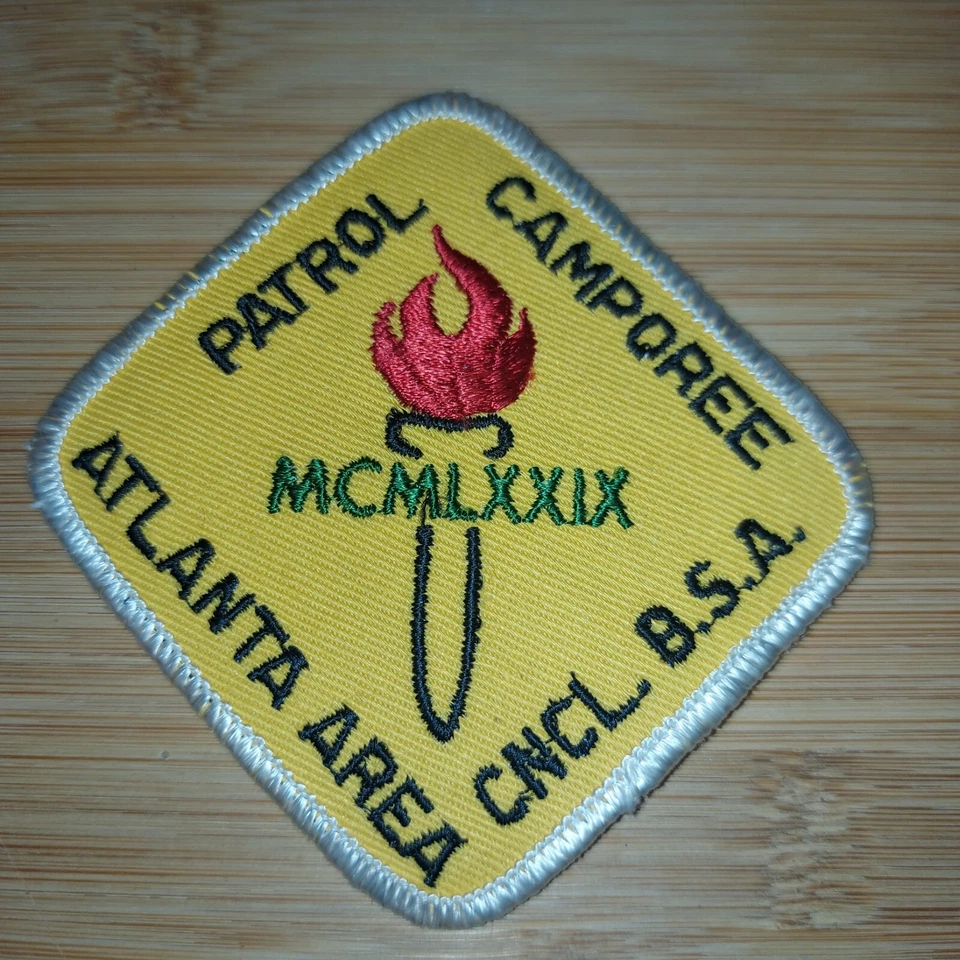 PATROL
CAMPOREE
MCMLXXIX
ATLANTA AREA
CNCL. B.S.A.